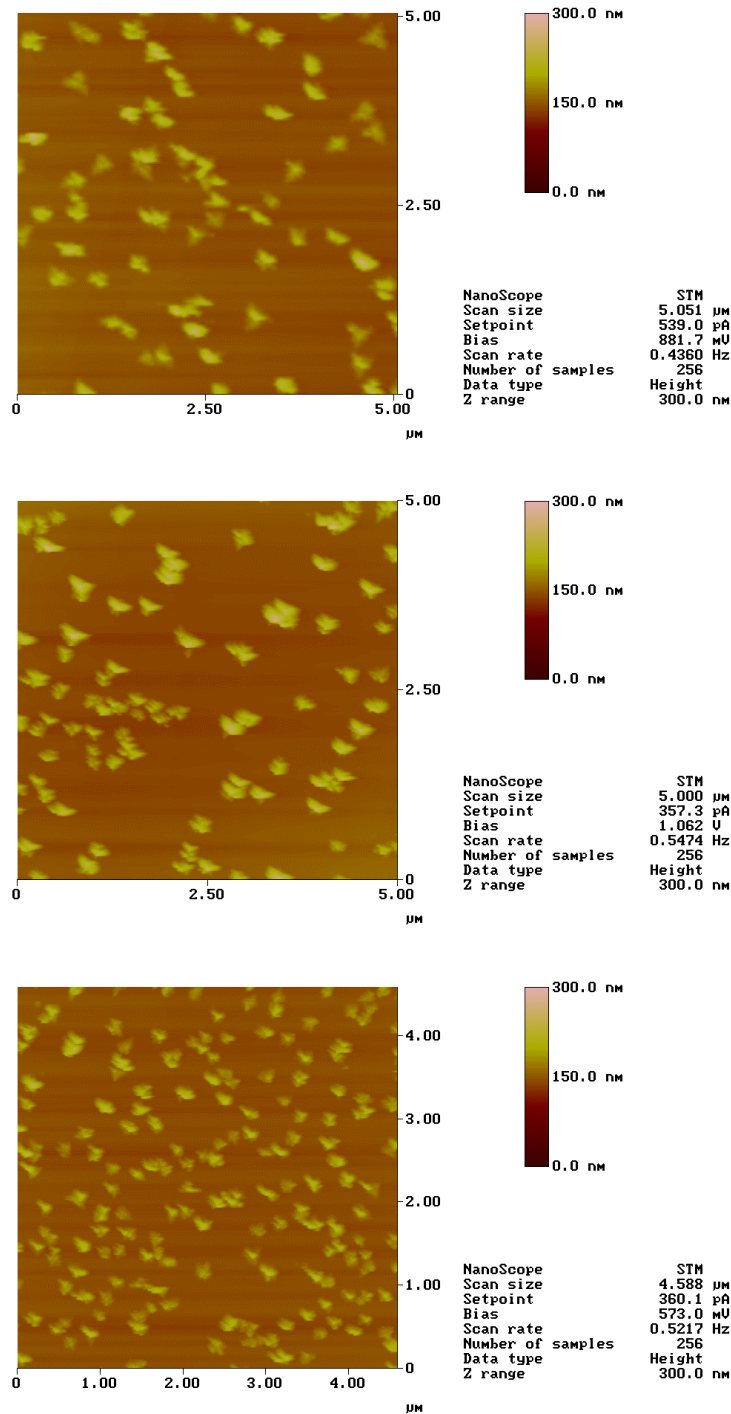 5.00
2.50
0
0 2.50 5.00
µM
300.0 nM
150.0 nM
0.0 nM
NanoScope STM
Scan size 5.051 µM
Setpoint 539.0 pA
Bias 881.7 mV
Scan rate 0.4360 Hz
Number of samples 256
Data type Height
Z range 300.0 nM
5.00
2.50
0
0 2.50 5.00
µM
300.0 nM
150.0 nM
0.0 nM
NanoScope STM
Scan size 5.000 µM
Setpoint 357.3 pA
Bias 1.062 V
Scan rate 0.5474 Hz
Number of samples 256
Data type Height
Z range 300.0 nM
4.00
3.00
2.00
1.00
0
0 1.00 2.00 3.00 4.00
µM
300.0 nM
150.0 nM
0.0 nM
NanoScope STM
Scan size 4.588 µM
Setpoint 360.1 pA
Bias 573.0 mV
Scan rate 0.5217 Hz
Number of samples 256
Data type Height
Z range 300.0 nM